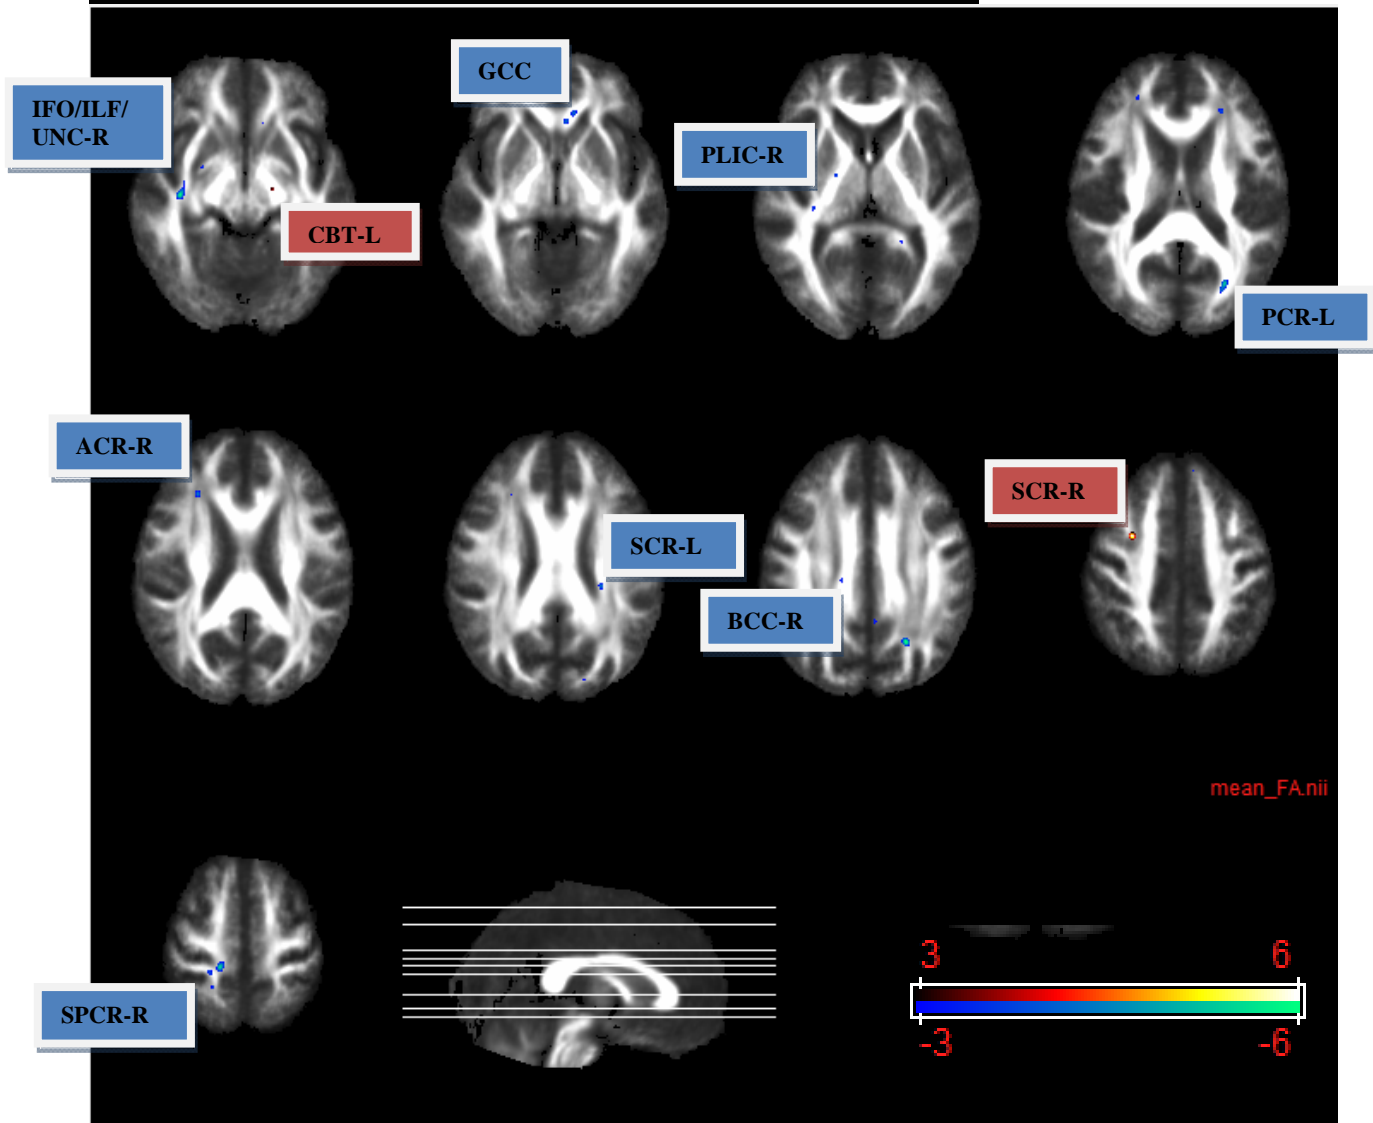 GCC
IFO/ILF/
UNC-R
PLIC-R
CBT-L
PCR-L
ACR-R
SCR-R
SCR-L
BCC-R
mean_FA.nii
3 6
SPCR-R
-3 -6